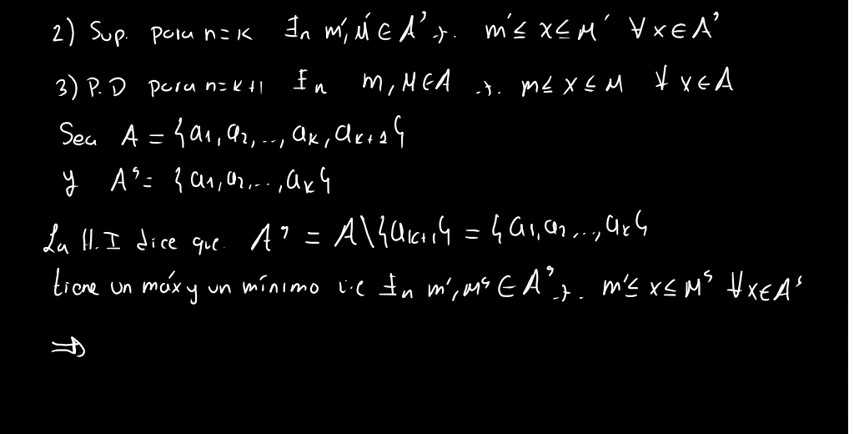 2) Sup. para n=k ∃n m', M' ∈ A' .). m' ≤ x ≤ M' ∀x∈A'
3) P.D para n=k+1 ∃n m, M∈A .). m ≤ x ≤ M ∀x∈A
Sea A = {a1, a2, .., ak, ak+1}
y A' = {a1, a2, .., ak}
La H.I dice que. A' = A\{ak+1} = {a1, a2, .., ak}
tiene un máx y un mínimo i.e ∃n m', M' ∈ A' .). m' ≤ x ≤ M' ∀x∈A'
⇒